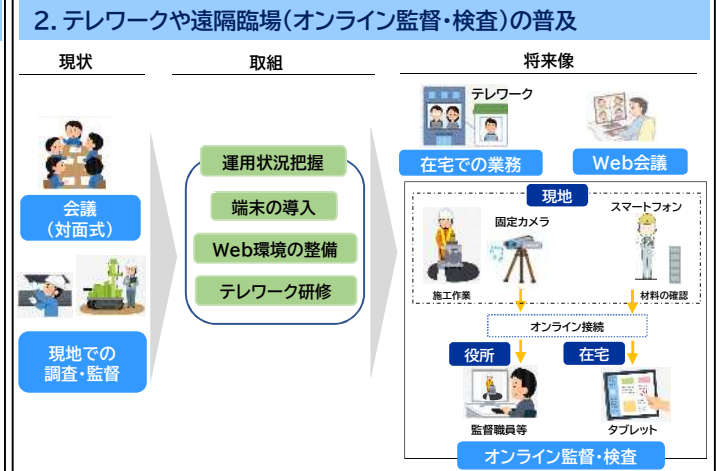 2. テレワークや遠隔臨場(オンライン監督・検査)の普及
現状
取組
将来像
会議
(対面式)
現地での
調査・監督
運用状況把握
端末の導入
Web環境の整備
テレワーク研修
テレワーク
在宅での業務
Web会議
現地
固定カメラ
スマートフォン
施工作業
材料の確認
オンライン接続
役所
在宅
監督職員等
タブレット
オンライン監督・検査